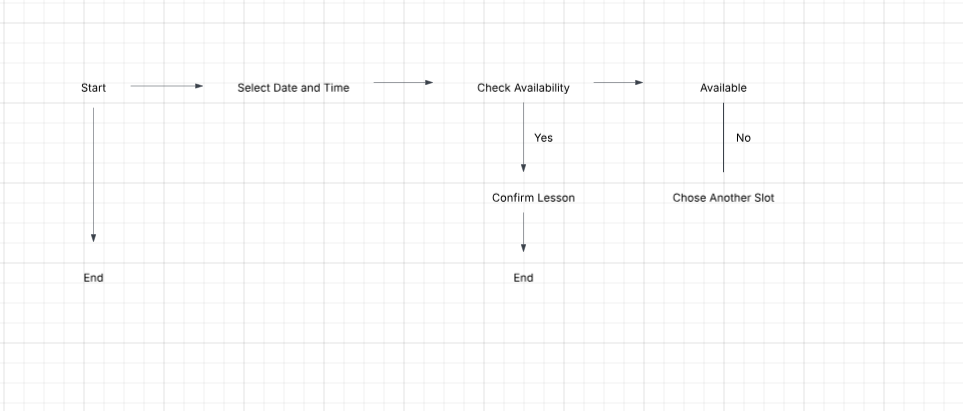 Start
Select Date and Time
Check Availability
Available
Yes
No
Confirm Lesson
Chose Another Slot
End
End